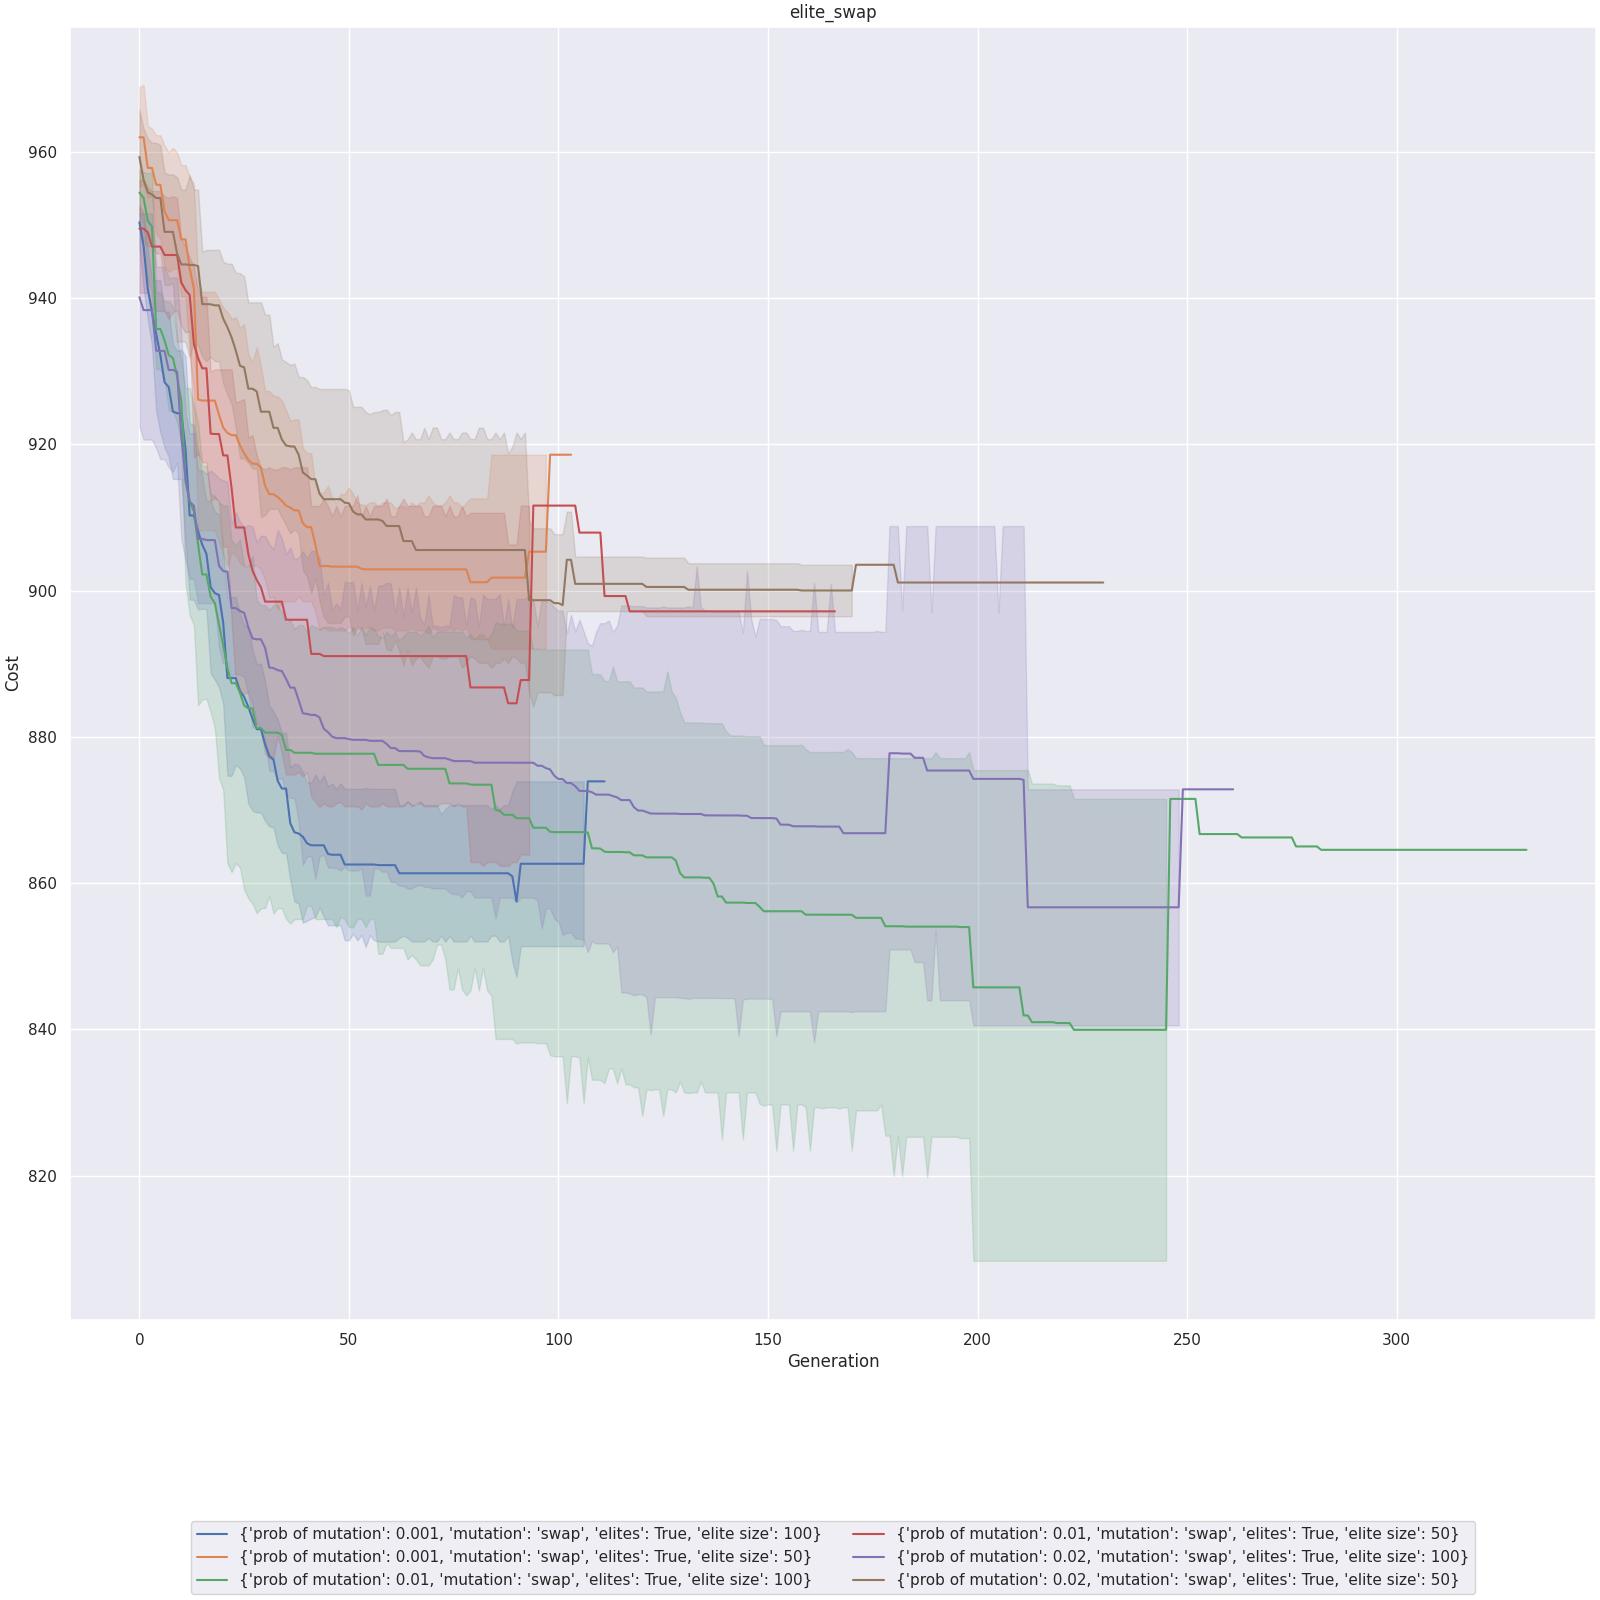 elite_swap
960
940
920
900
880
860
840
820
Cost
0 50 100 150 200 250 300
Generation
{'prob of mutation': 0.001, 'mutation': 'swap', 'elites': True, 'elite size': 100}
{'prob of mutation': 0.001, 'mutation': 'swap', 'elites': True, 'elite size': 50}
{'prob of mutation': 0.01, 'mutation': 'swap', 'elites': True, 'elite size': 100}
{'prob of mutation': 0.01, 'mutation': 'swap', 'elites': True, 'elite size': 50}
{'prob of mutation': 0.02, 'mutation': 'swap', 'elites': True, 'elite size': 100}
{'prob of mutation': 0.02, 'mutation': 'swap', 'elites': True, 'elite size': 50}